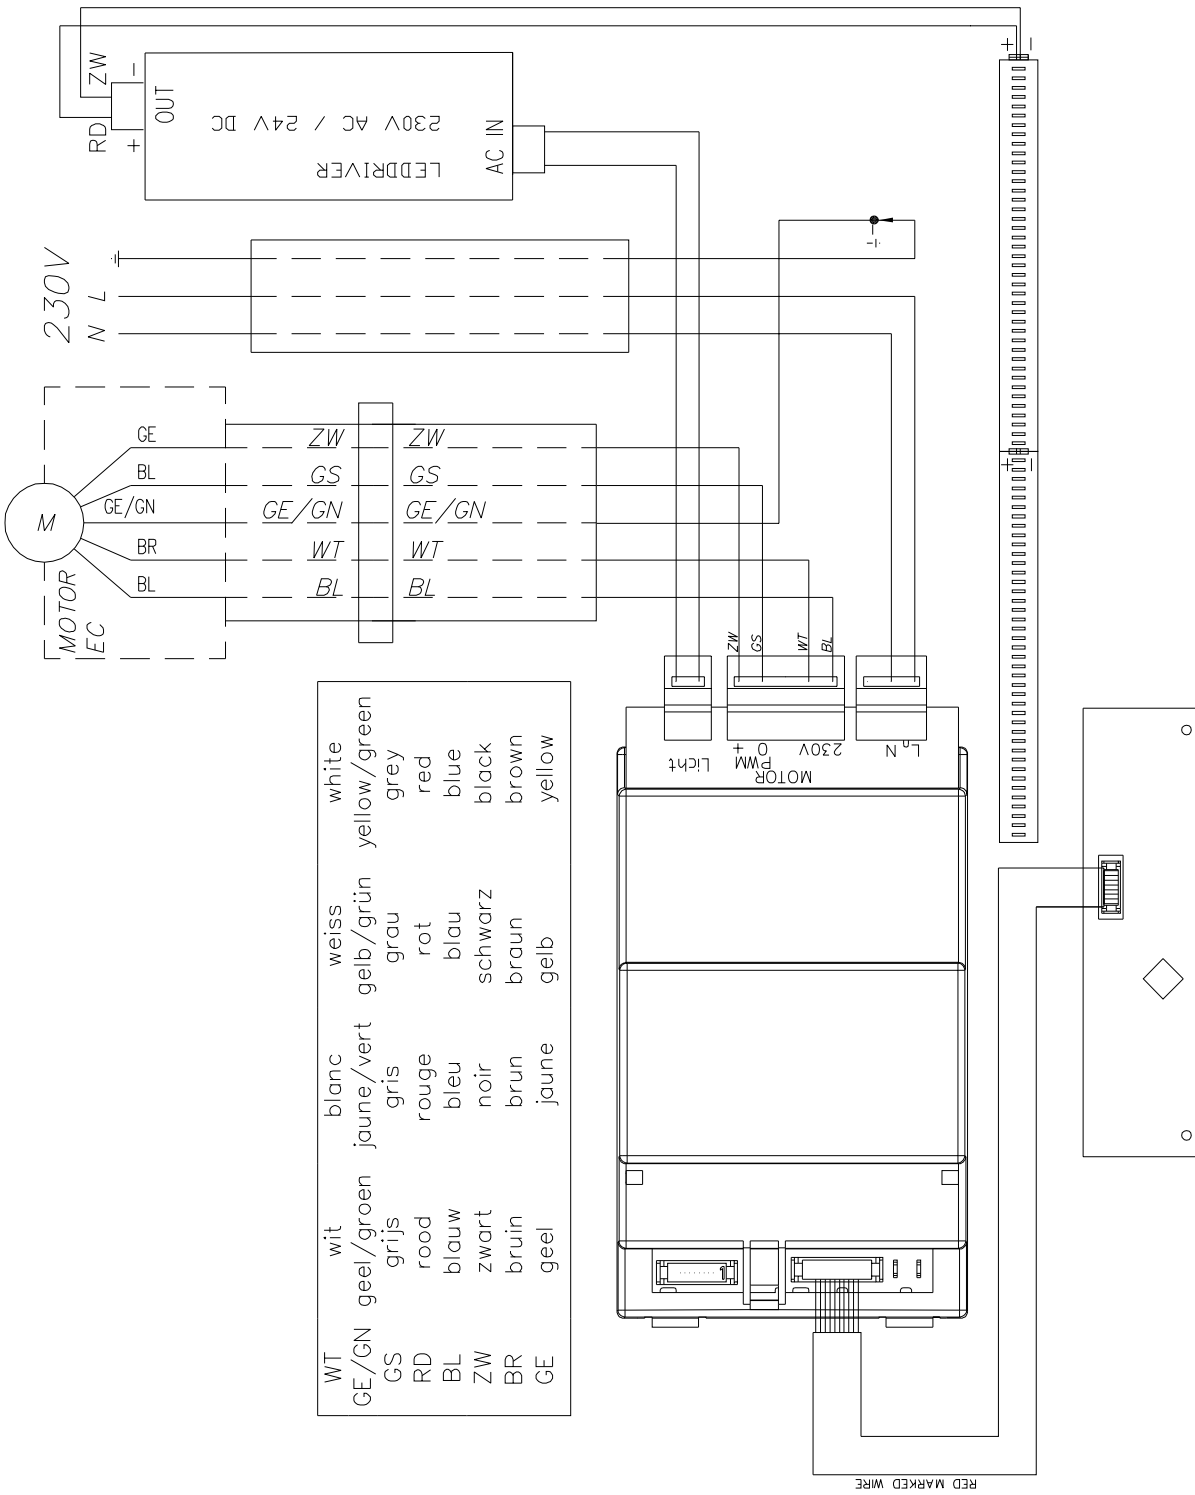 ZW
-
RD
+
OUT
LEDDRIVER
230V AC / 24V DC
AC IN
+ -
+ -
230V
L
N
MOTOR
EC
M
GE
BL
GE/GN
BR
BL
ZW ZW
GS GS
GE/GN GE/GN
WT WT
BL BL
ZW
GS
WT
BL
Licht
+ 0
PWM
230V
MOTOR
L N
WT wit blanc weiss white
GE/GN geel/groen jaune/vert gelb/grün yellow/green
GS grijs gris grau grey
RD rood rouge rot red
BL blauw bleu blau blue
ZW zwart noir schwarz black
BR bruin brun braun brown
GE geel jaune gelb yellow
RED MARKED WIRE